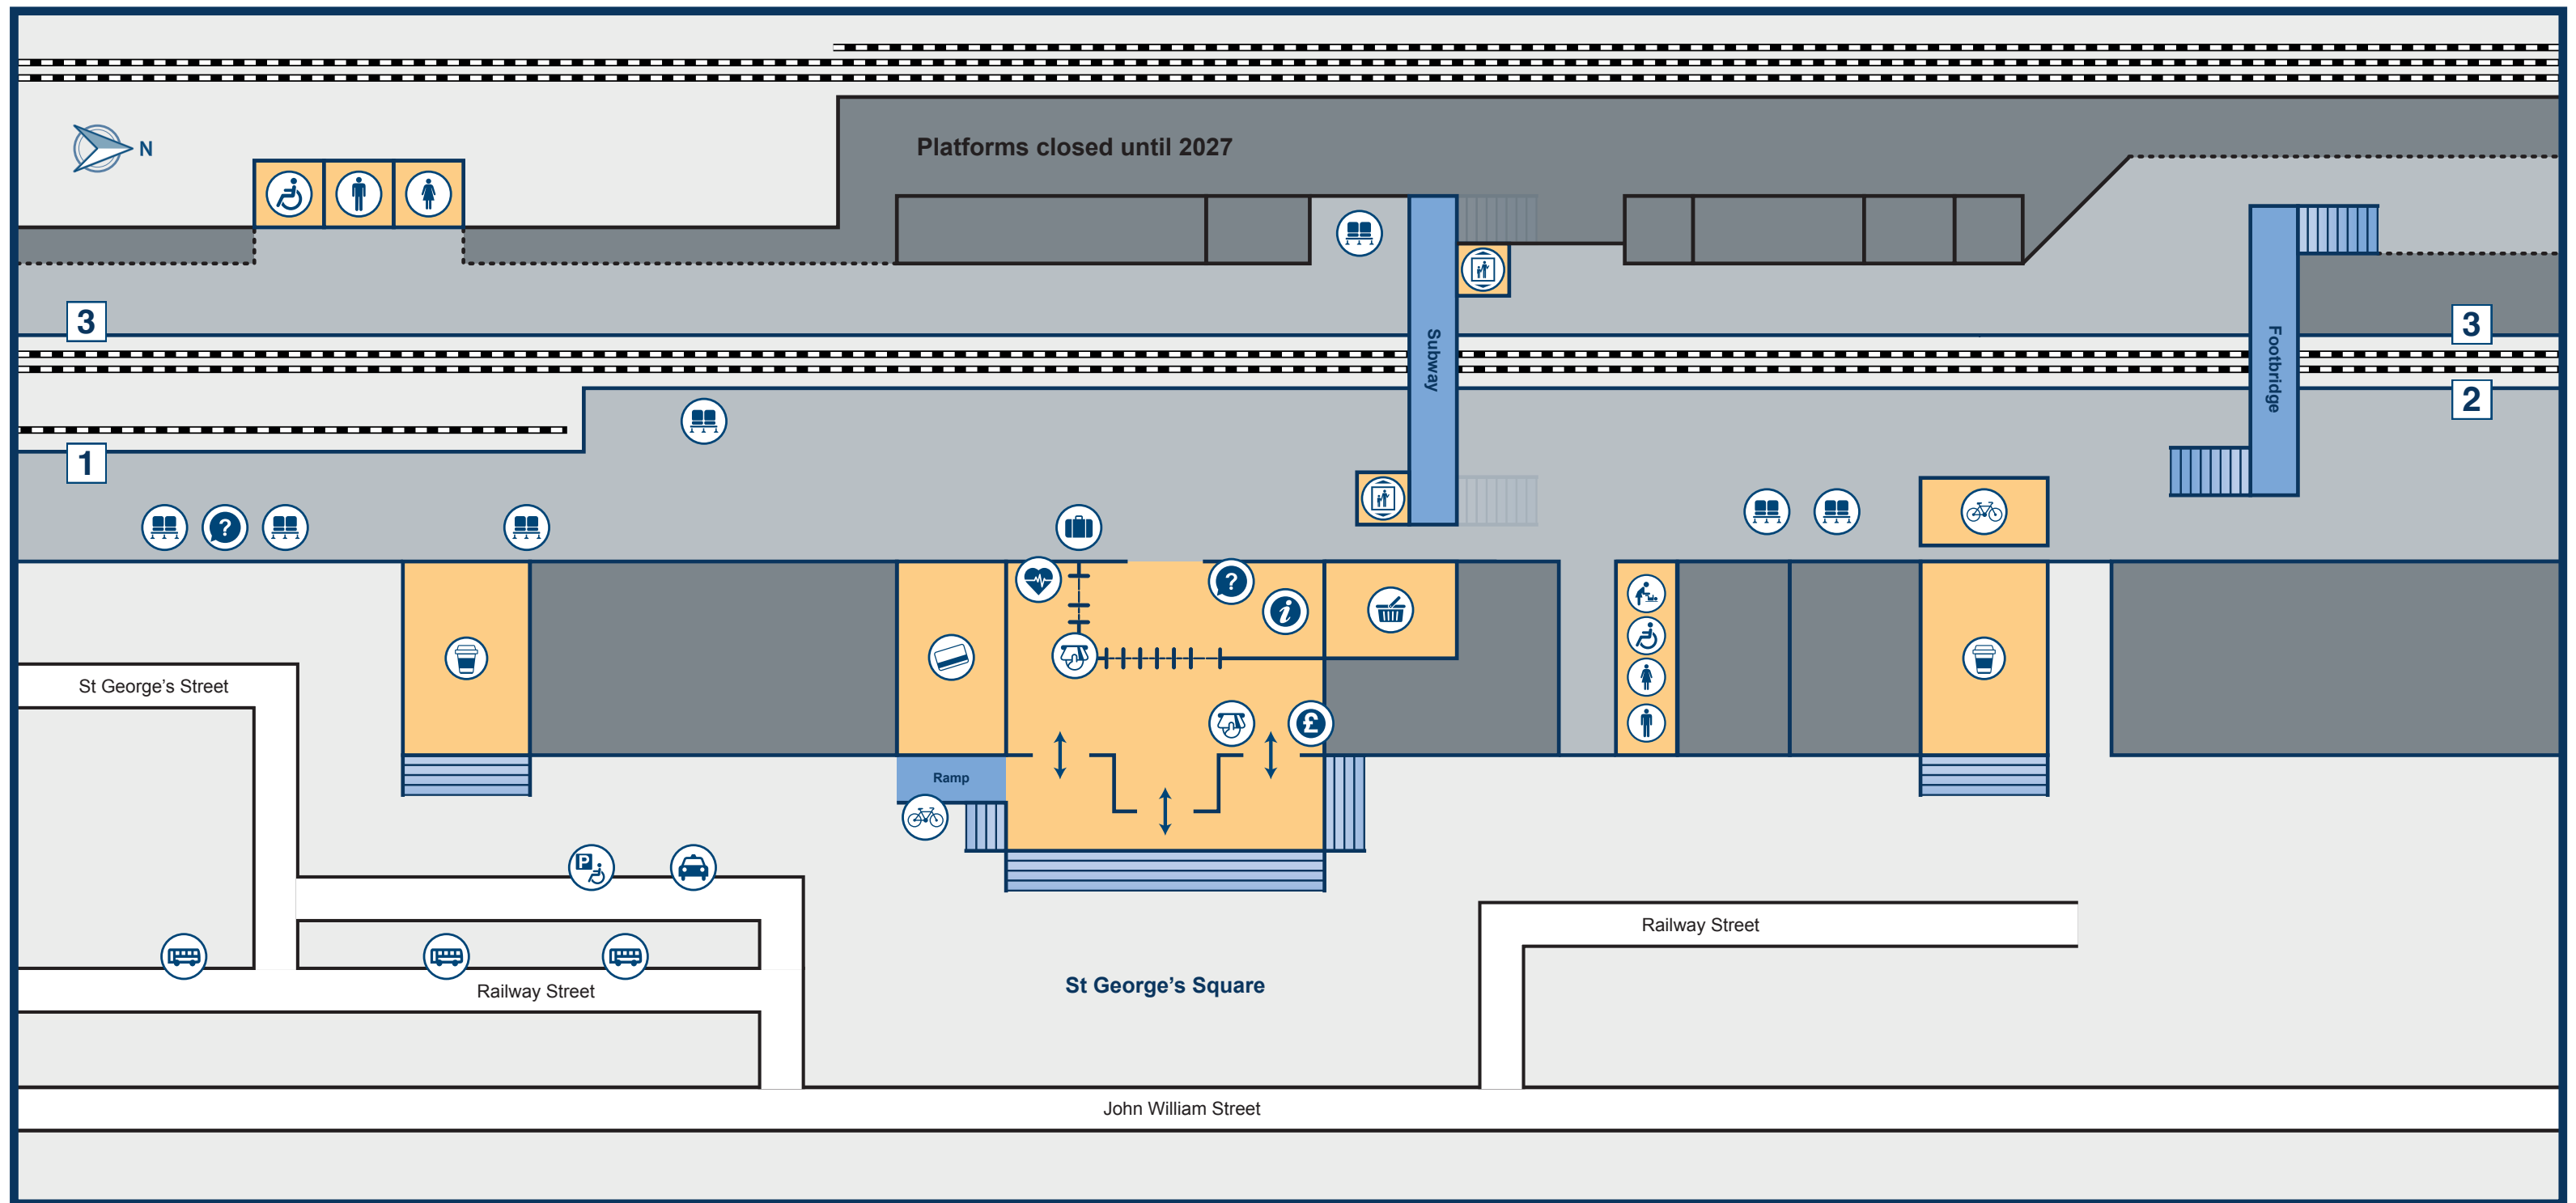 Platforms closed until 2027
N
3
3
Subway
Footbridge
2
1
St George's Street
Ramp
Railway Street
St George's Square
Railway Street
John William Street
P
£
?
?
i